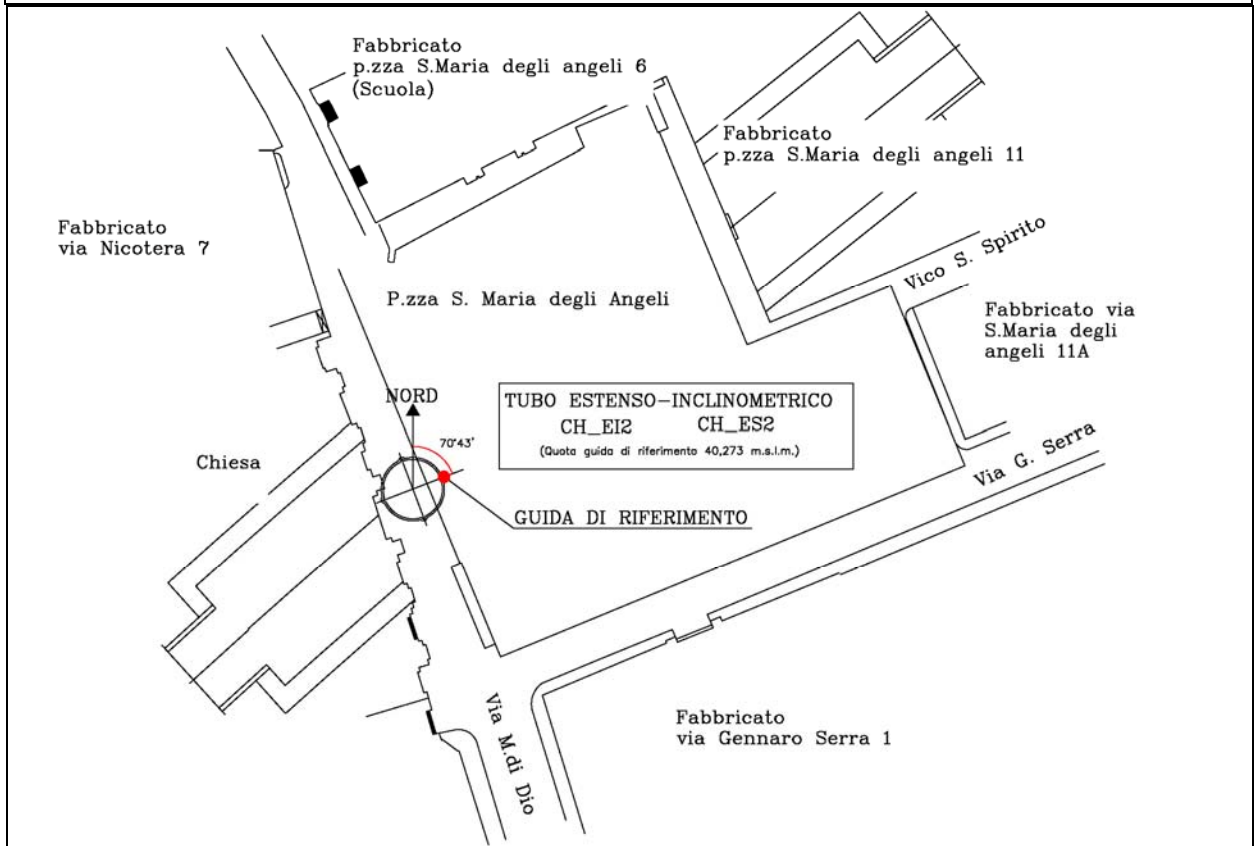 Fabbricato
p.zza S.Maria degli angeli 6
(Scuola)
Fabbricato
p.zza S.Maria degli angeli 11
Fabbricato
via Nicotera 7
Vico S. Spirito
P.zza S. Maria degli Angeli
Fabbricato via
S.Maria degli
angeli 11A
NORD
TUBO ESTENSO-INCLINOMETRICO
CH_EI2 CH_ES2
(Quota guida di riferimento 40,273 m.s.l.m.)
70°43'
Chiesa
Via G. Serra
GUIDA DI RIFERIMENTO
Via M.di Dio
Fabbricato
via Gennaro Serra 1